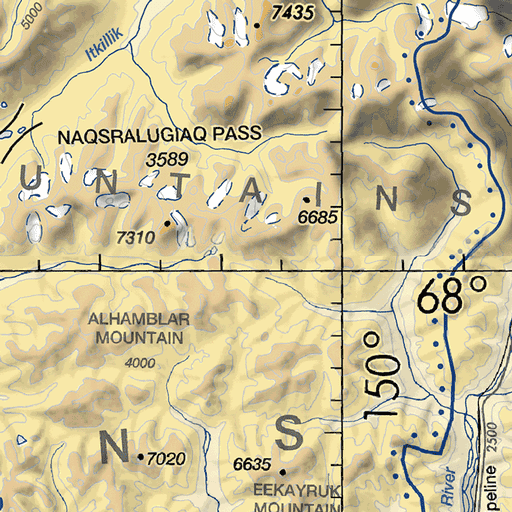 7435
5000
Itkillik
NAQSRALUGIAQ PASS
3589
UNTAINS
6685
7310
68°
ALHAMBLAR
MOUNTAIN
4000
150°
N S
7020
6635
EEKAYRUK
MOUNTAIN
River
peline
2500